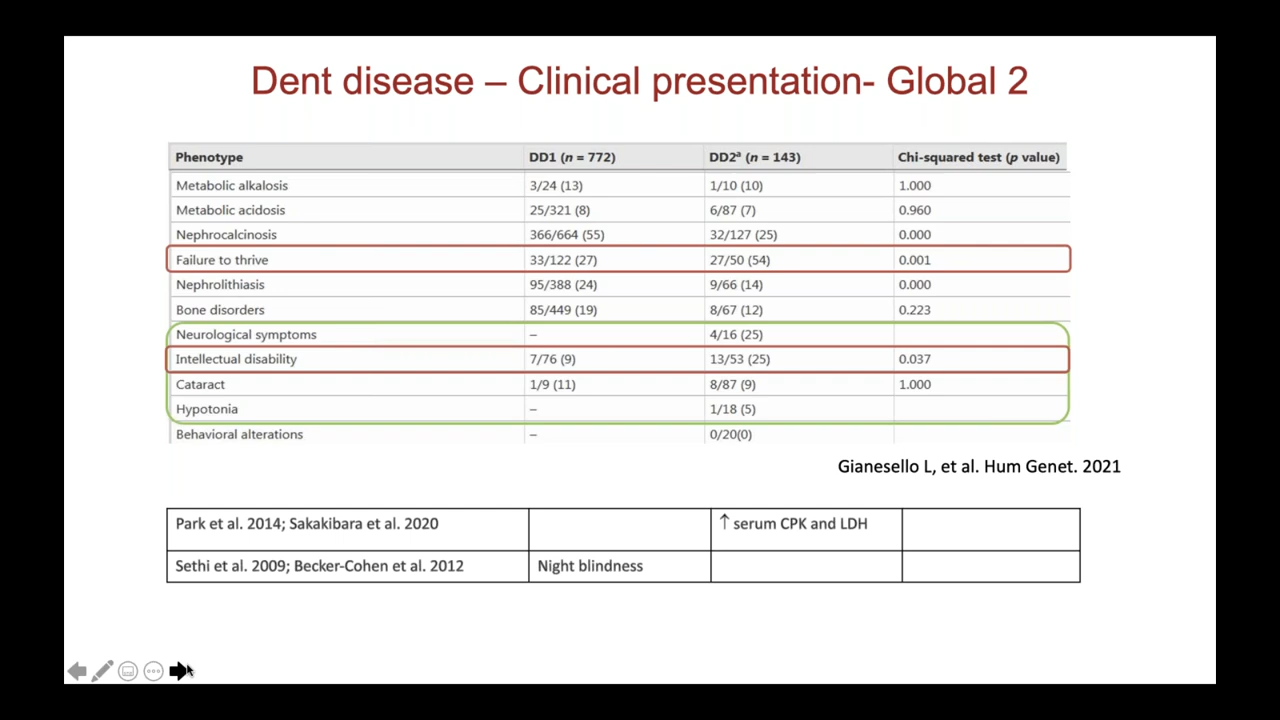 Dent disease – Clinical presentation- Global 2
Phenotype DD1 (n = 772) DD2ᵃ (n = 143) Chi-squared test (p value)
Metabolic alkalosis 3/24 (13) 1/10 (10) 1.000
Metabolic acidosis 25/321 (8) 6/87 (7) 0.960
Nephrocalcinosis 366/664 (55) 32/127 (25) 0.000
Failure to thrive 33/122 (27) 27/50 (54) 0.001
Nephrolithiasis 95/388 (24) 9/66 (14) 0.000
Bone disorders 85/449 (19) 8/67 (12) 0.223
Neurological symptoms – 4/16 (25)
Intellectual disability 7/76 (9) 13/53 (25) 0.037
Cataract 1/9 (11) 8/87 (9) 1.000
Hypotonia – 1/18 (5)
Behavioral alterations – 0/20(0)
Gianesello L, et al. Hum Genet. 2021
Park et al. 2014; Sakakibara et al. 2020 ↑ serum CPK and LDH
Sethi et al. 2009; Becker-Cohen et al. 2012 Night blindness